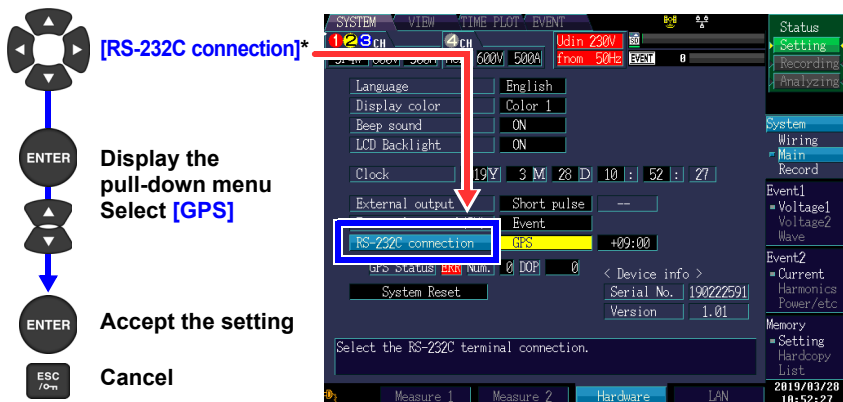 [RS-232C connection]*
ENTER
Display the
pull-down menu
Select [GPS]
ENTER
Accept the setting
ESC
Cancel
SYSTEM VIEW TIME PLOT EVENT
1 2 3 CH 4 CH Udin 230V
600V 500A fnom 50Hz EVENT 0
Language English
Display color Color 1
Beep sound ON
LCD Backlight ON
Clock 19 Y 3 M 28 D 10 : 52 : 27
External output Short pulse --
Event
RS-232C connection GPS +09:00
GPS Status ERR Num. 0 DOP 0
< Device info >
System Reset Serial No. 190222591
Version 1.01
Select the RS-232C terminal connection.
Measure 1 Measure 2 Hardware LAN
Status
Setting
Recording
Analyzing
System
Wiring
Main
Record
Event1
Voltage1
Voltage2
Wave
Event2
Current
Harmonics
Power/etc
Memory
Setting
Hardcopy
List
2019/03/28
10:52:27